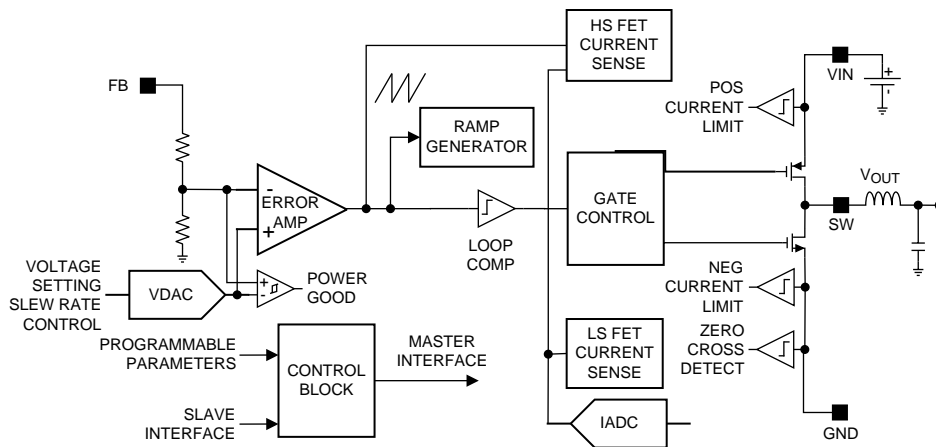 HS FET
CURRENT
SENSE
FB
VIN
+
-
POS
CURRENT
LIMIT
RAMP
GENERATOR
-
ERROR
AMP
+
GATE
CONTROL
VOUT
SW
LOOP
COMP
VOLTAGE
SETTING
SLEW RATE
CONTROL
VDAC
+
-
POWER
GOOD
NEG
CURRENT
LIMIT
PROGRAMMABLE
PARAMETERS
CONTROL
BLOCK
MASTER
INTERFACE
LS FET
CURRENT
SENSE
ZERO
CROSS
DETECT
SLAVE
INTERFACE
IADC
GND